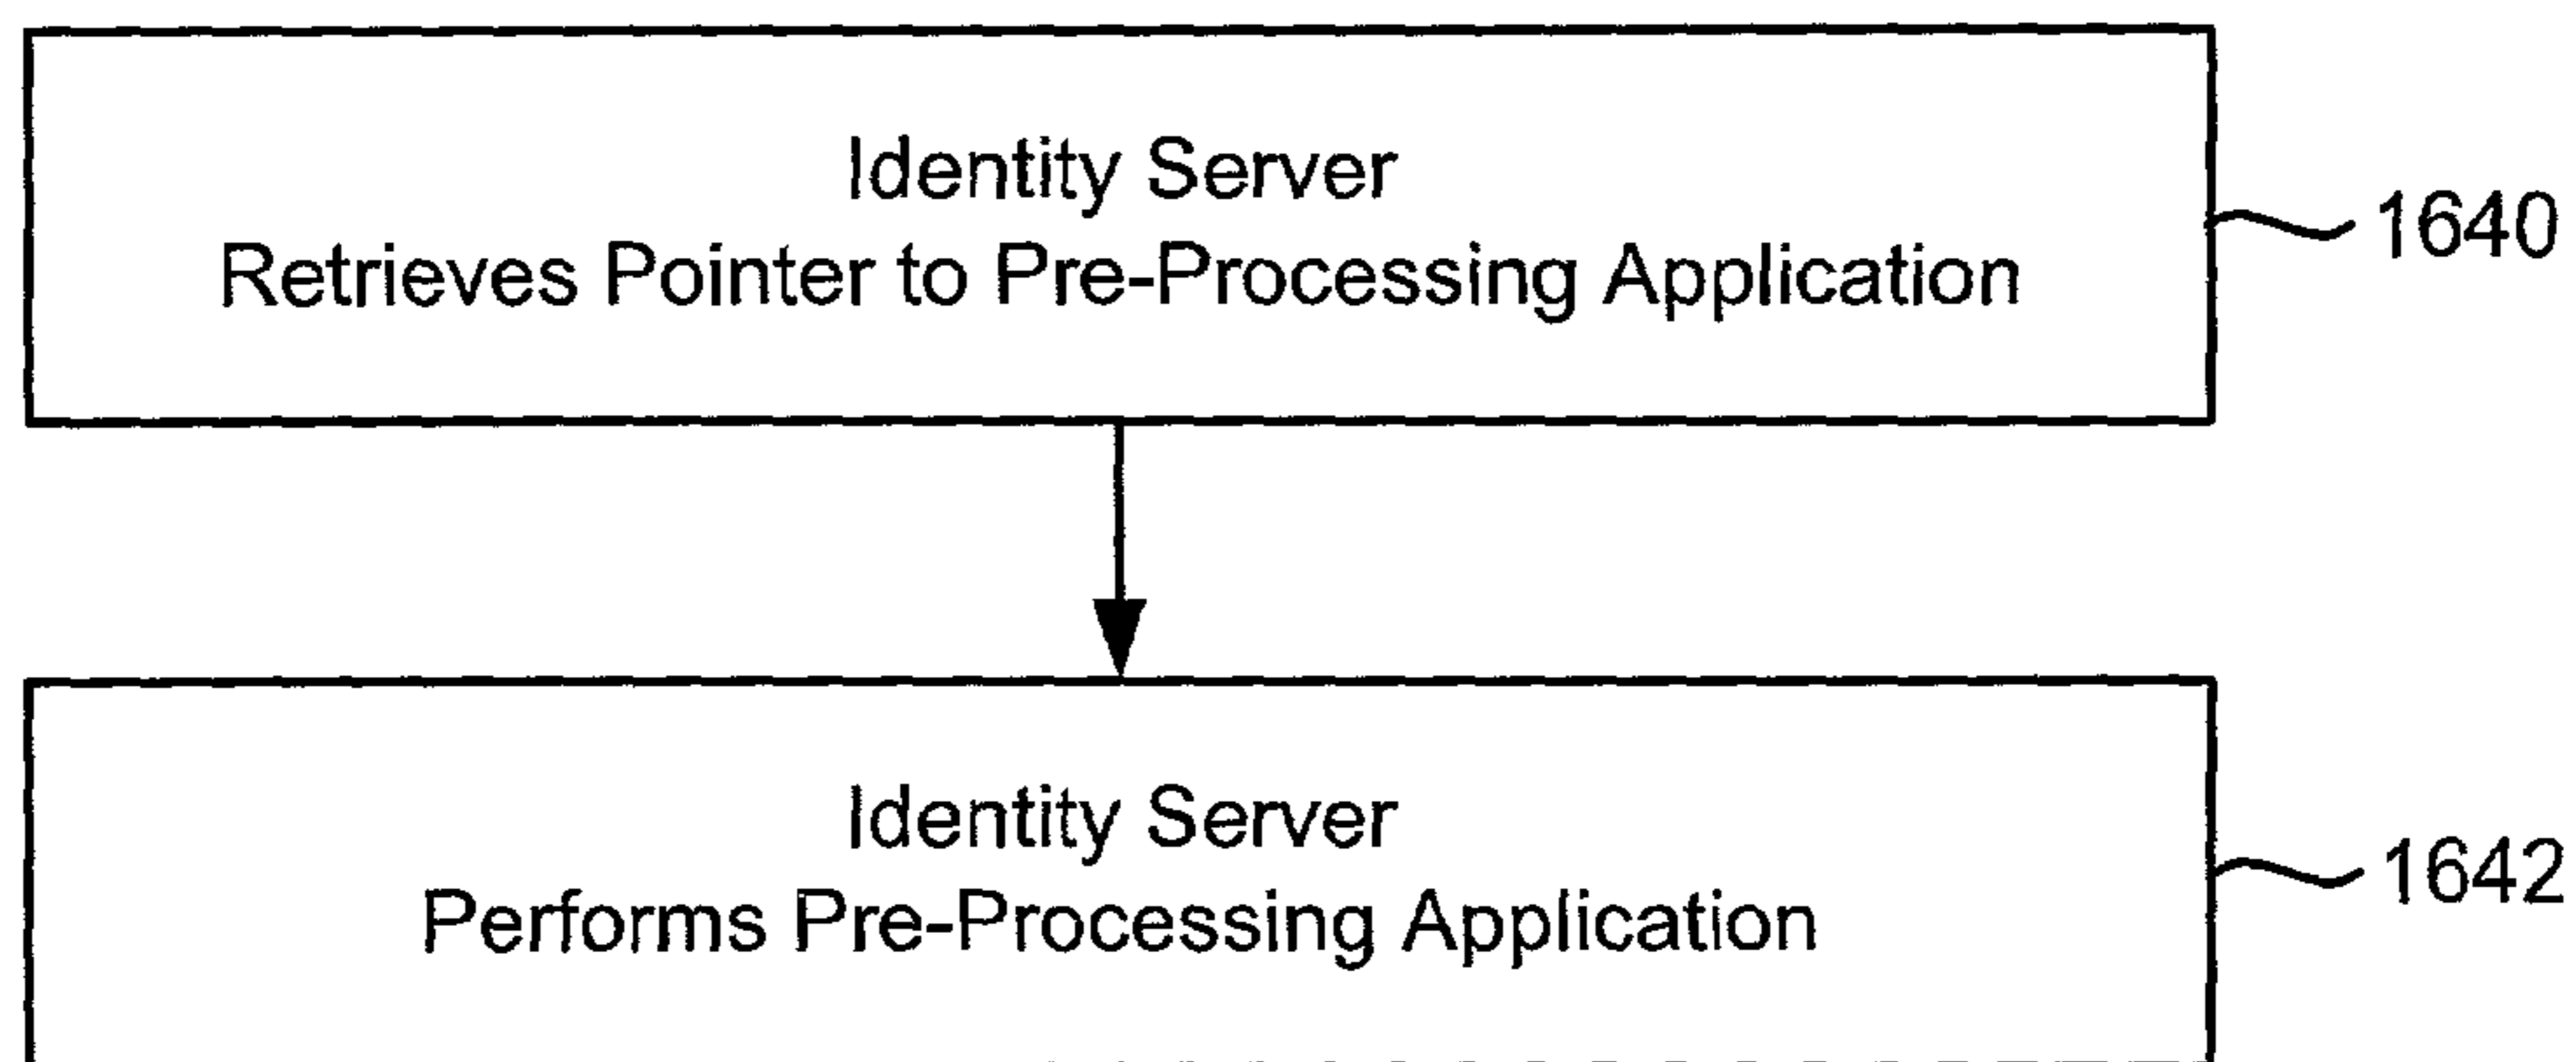 Identity Server
Retrieves Pointer to Pre-Processing Application
1640
Identity Server
Performs Pre-Processing Application
1642